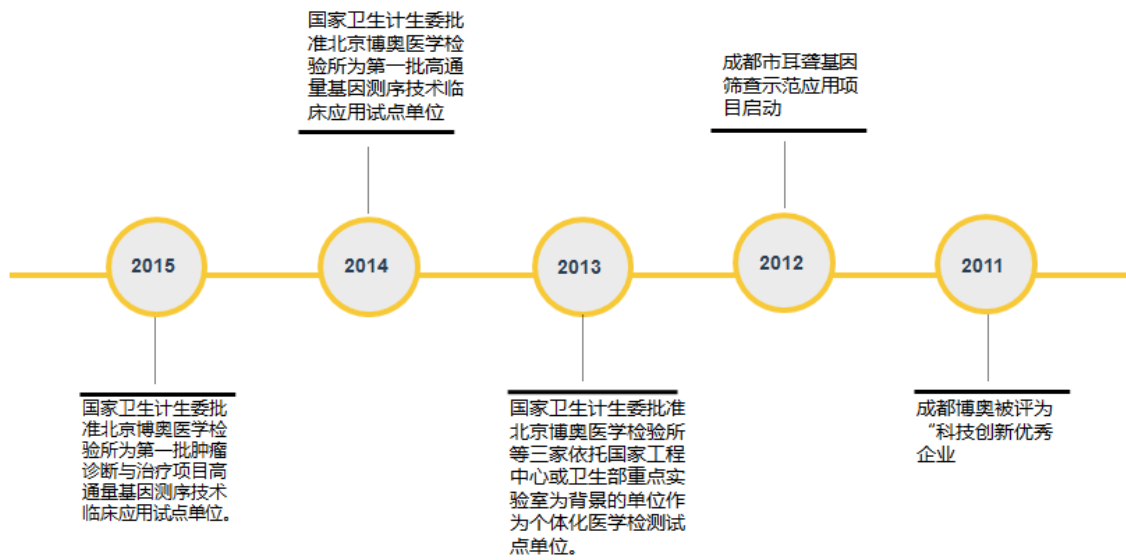 国家卫生计生委批
准北京博奥医学检
验所为第一批高通
量基因测序技术临
床应用试点单位
成都市耳聋基因
筛查示范应用项
目启动
2015
2014
2013
2012
2011
国家卫生计生委批
准北京博奥医学检
验所为第一批肿瘤
诊断与治疗项目高
通量基因测序技术
临床应用试点单位。
国家卫生计生委批准
北京博奥医学检验所
等三家依托国家工程
中心或卫生部重点实
验室为背景的单位作
为个体化医学检测试
点单位。
成都博奥被评为
“科技创新优秀
企业